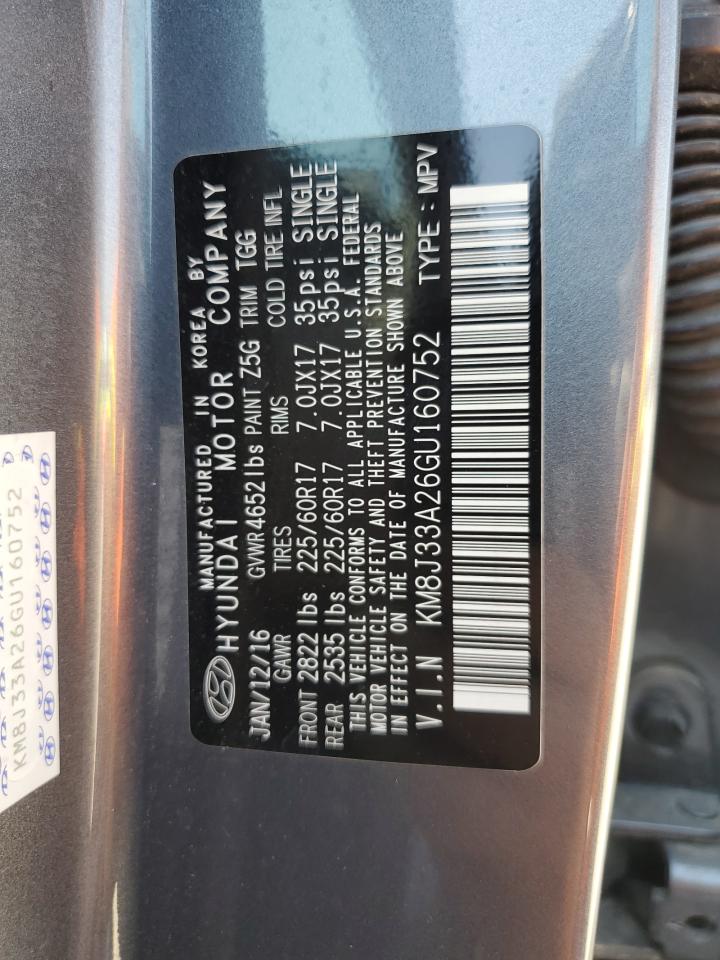 MANUFACTURED IN KOREA BY
HYUNDAI MOTOR COMPANY
JAN/12/16 GVWR 4652 lbs PAINT Z5G TRIM TGG
GAWR TIRES RIMS COLD TIRE INFL
FRONT 2822 lbs 225/60R17 7.0JX17 35psi SINGLE
REAR 2535 lbs 225/60R17 7.0JX17 35psi SINGLE
THIS VEHICLE CONFORMS TO ALL APPLICABLE U.S.A. FEDERAL
MOTOR VEHICLE SAFETY AND THEFT PREVENTION STANDARDS
IN EFFECT ON THE DATE OF MANUFACTURE SHOWN ABOVE
V.I.N KM8J33A26GU160752 TYPE : MPV
KM8J33A26GU160752